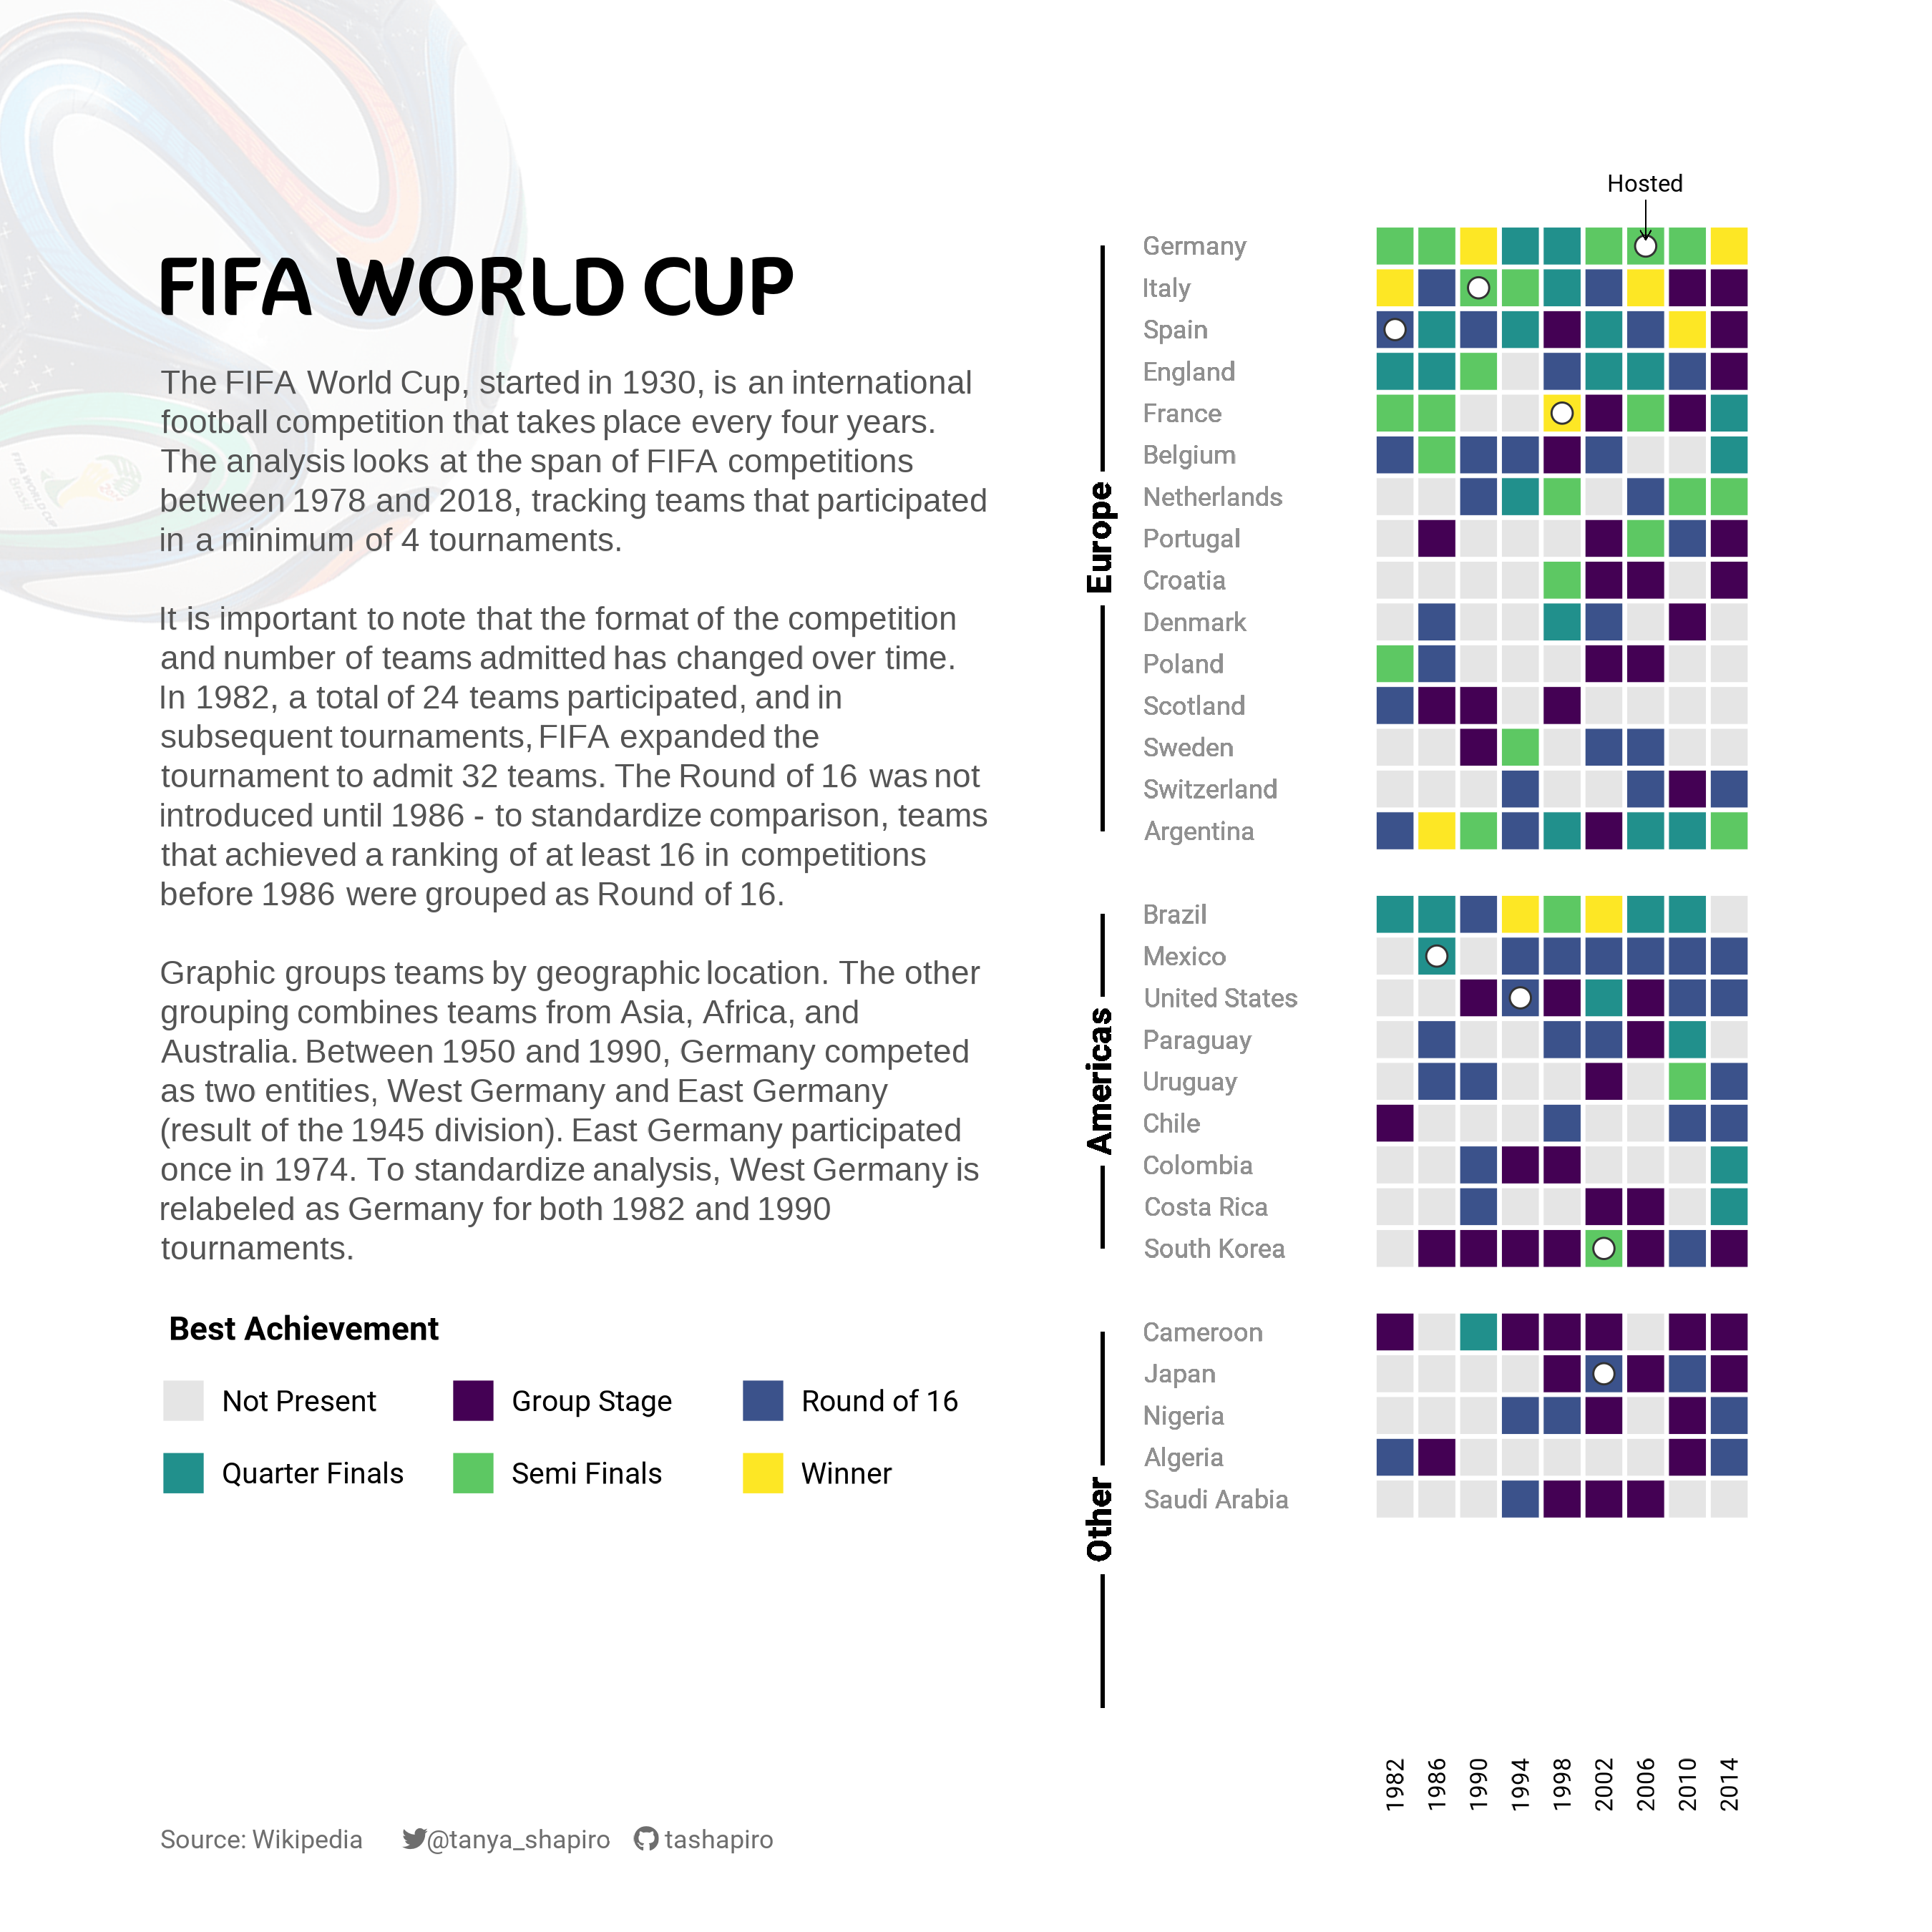 FIFA WORLD CUP
The FIFA World Cup, started in 1930, is an international
football competition that takes place every four years.
The analysis looks at the span of FIFA competitions
between 1978 and 2018, tracking teams that participated
in a minimum of 4 tournaments.
It is important to note that the format of the competition
and number of teams admitted has changed over time.
In 1982, a total of 24 teams participated, and in
subsequent tournaments, FIFA expanded the
tournament to admit 32 teams. The Round of 16 was not
introduced until 1986 - to standardize comparison, teams
that achieved a ranking of at least 16 in competitions
before 1986 were grouped as Round of 16.
Graphic groups teams by geographic location. The other
grouping combines teams from Asia, Africa, and
Australia. Between 1950 and 1990, Germany competed
as two entities, West Germany and East Germany
(result of the 1945 division). East Germany participated
once in 1974. To standardize analysis, West Germany is
relabeled as Germany for both 1982 and 1990
tournaments.
Best Achievement
Not Present
Group Stage
Round of 16
Quarter Finals
Semi Finals
Winner
Hosted
Europe
Germany
Italy
Spain
England
France
Belgium
Netherlands
Portugal
Croatia
Denmark
Poland
Scotland
Sweden
Switzerland
Argentina
Americas
Brazil
Mexico
United States
Paraguay
Uruguay
Chile
Colombia
Costa Rica
South Korea
Other
Cameroon
Japan
Nigeria
Algeria
Saudi Arabia
1982
1986
1990
1994
1998
2002
2006
2010
2014
Source: Wikipedia
@tanya_shapiro
tashapiro
FIFA WORLD CUP
Brasil